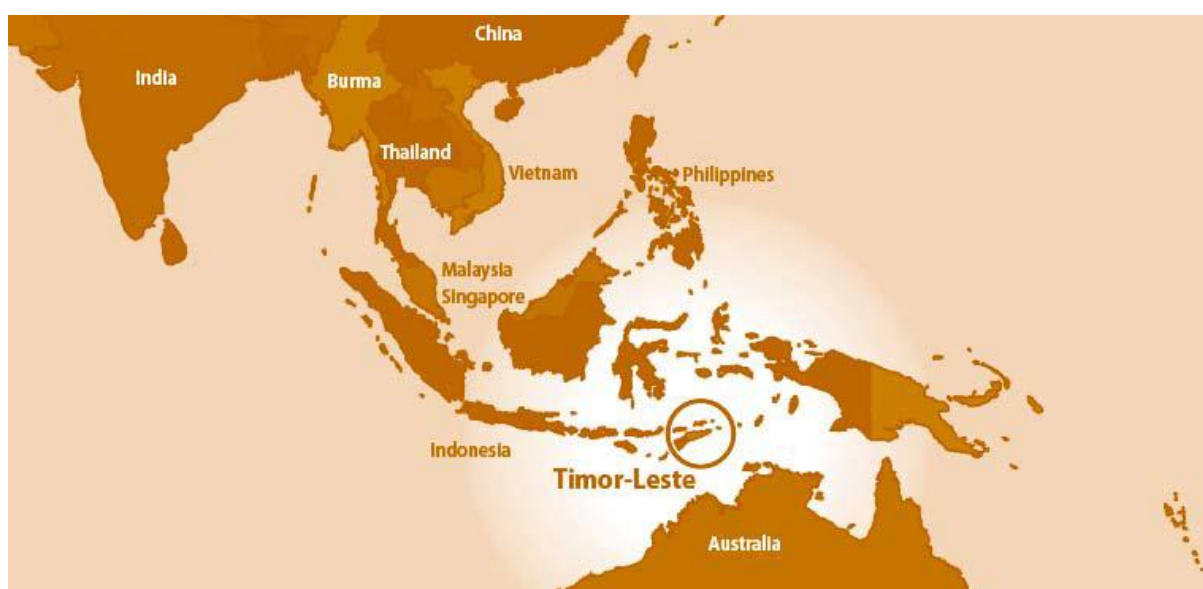 China
India
Burma
Thailand
Vietnam
Philippines
Malaysia
Singapore
Indonesia
Timor-Leste
Australia